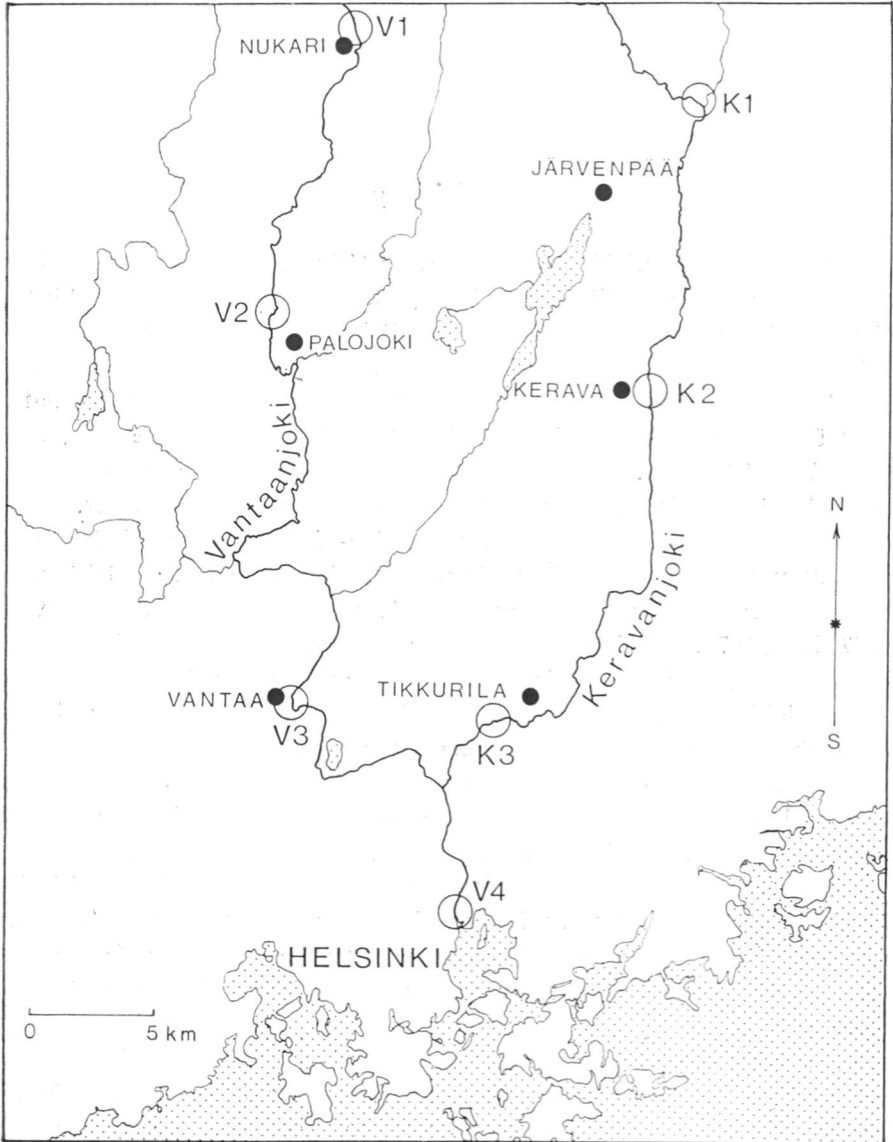 V1
NUKARI
K1
JÄRVENPÄÄ
V2
PALOJOKI
KERAVA
K2
Vantaanjoki
N
Keravanjoki
TIKKURILA
VANTAA
V3
K3
S
V4
HELSINKI
0 5 km